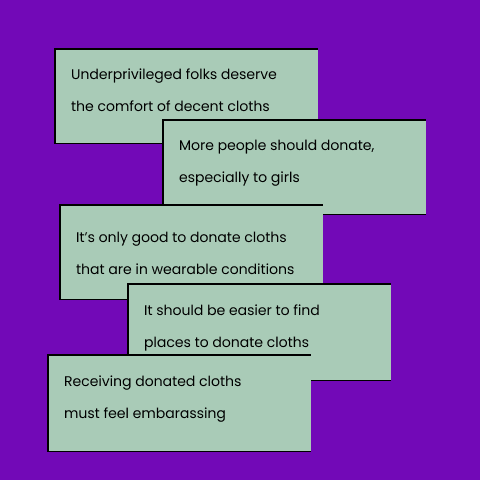 Underprivileged folks deserve
the comfort of decent cloths
More people should donate,
especially to girls
It’s only good to donate cloths
that are in wearable conditions
It should be easier to find
places to donate cloths
Receiving donated cloths
must feel embarassing